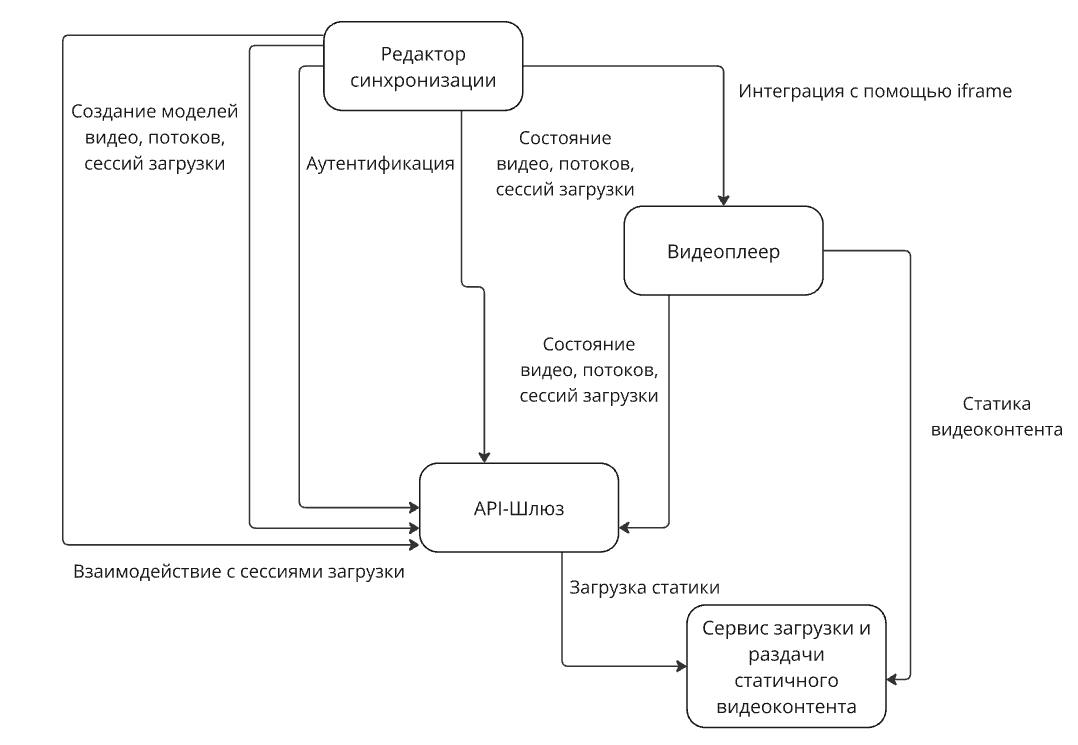 Редактор
синхронизации
Интеграция с помощью iframe
Создание моделей
видео, потоков,
сессий загрузки
Аутентификация
Состояние
видео, потоков,
сессий загрузки
Видеоплеер
Состояние
видео, потоков,
сессий загрузки
Статика
видеоконтента
API-Шлюз
Взаимодействие с сессиями загрузки
Загрузка статики
Сервис загрузки и
раздачи
статичного
видеоконтента